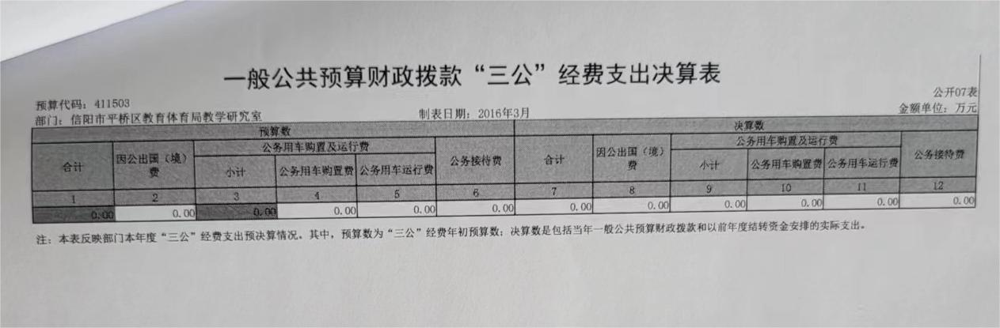 一般公共预算财政拨款“三公”经费支出决算表
公开07表
预算代码：411503
部门：信阳市平桥区教育体育局教学研究室 制表日期：2016年3月 金额单位：万元
预算数 决算数
合计 因公出国（境）费 公务用车购置及运行费 公务接待费 合计 因公出国（境）费 公务用车购置及运行费 公务接待费
小计 公务用车购置费 公务用车运行费 小计 公务用车购置费 公务用车运行费
1 2 3 4 5 6 7 8 9 10 11 12
0.00 0.00 0.00 0.00 0.00 0.00 0.00 0.00 0.00 0.00 0.00 0.00
注：本表反映部门本年度“三公”经费支出预决算情况。其中，预算数为“三公”经费年初预算数；决算数是包括当年一般公共预算财政拨款和以前年度结转资金安排的实际支出。